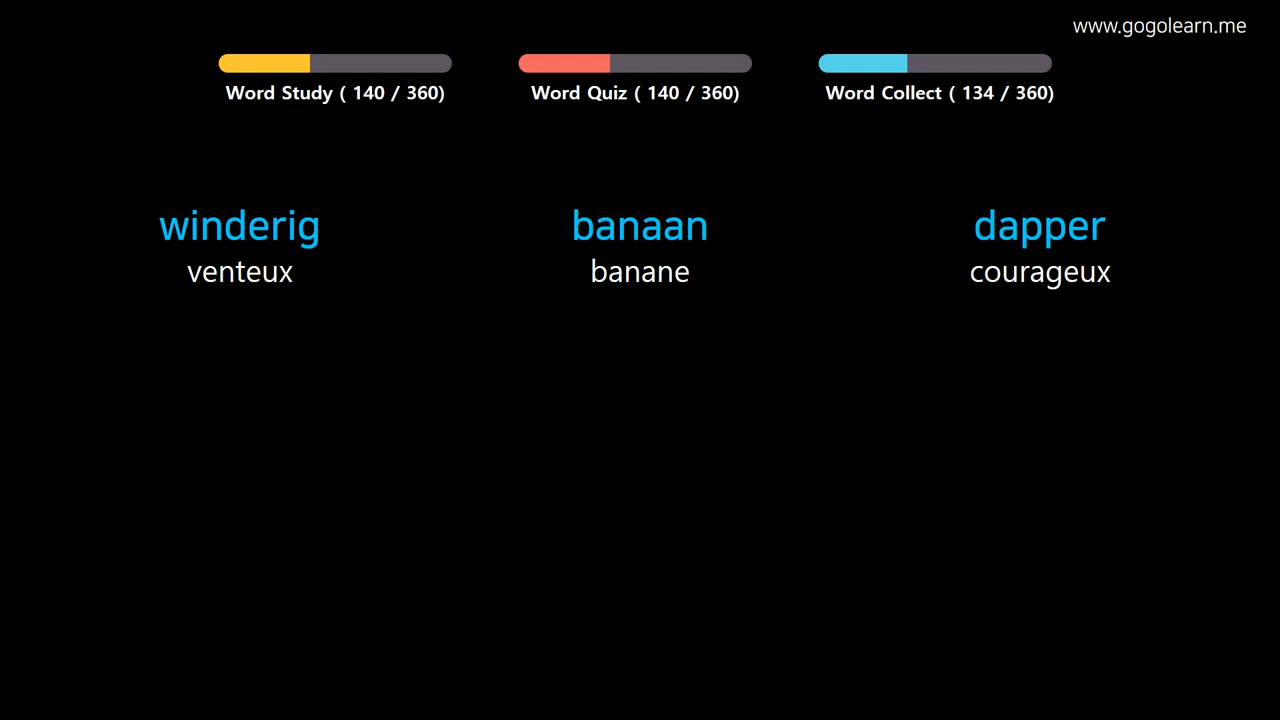 www.gogolearn.me
Word Study ( 140 / 360)
Word Quiz ( 140 / 360)
Word Collect ( 134 / 360)
winderig
venteux
banaan
banane
dapper
courageux